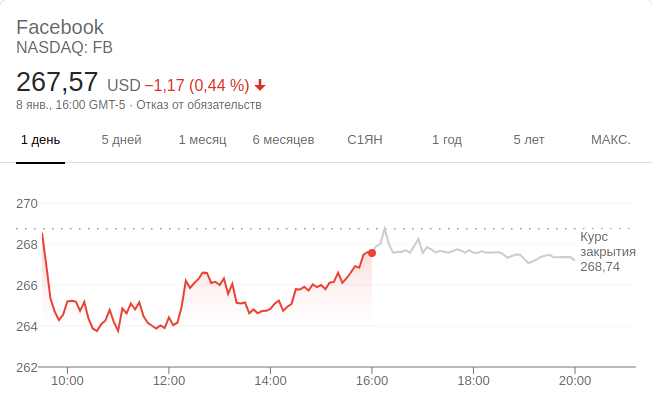 Facebook
NASDAQ: FB
267,57 USD −1,17 (0,44 %)
8 янв., 16:00 GMT-5 · Отказ от обязательств
1 день 5 дней 1 месяц 6 месяцев С1ЯН 1 год 5 лет МАКС.
270
268
266
264
262
Курс
закрытия
268,74
10:00 12:00 14:00 16:00 18:00 20:00